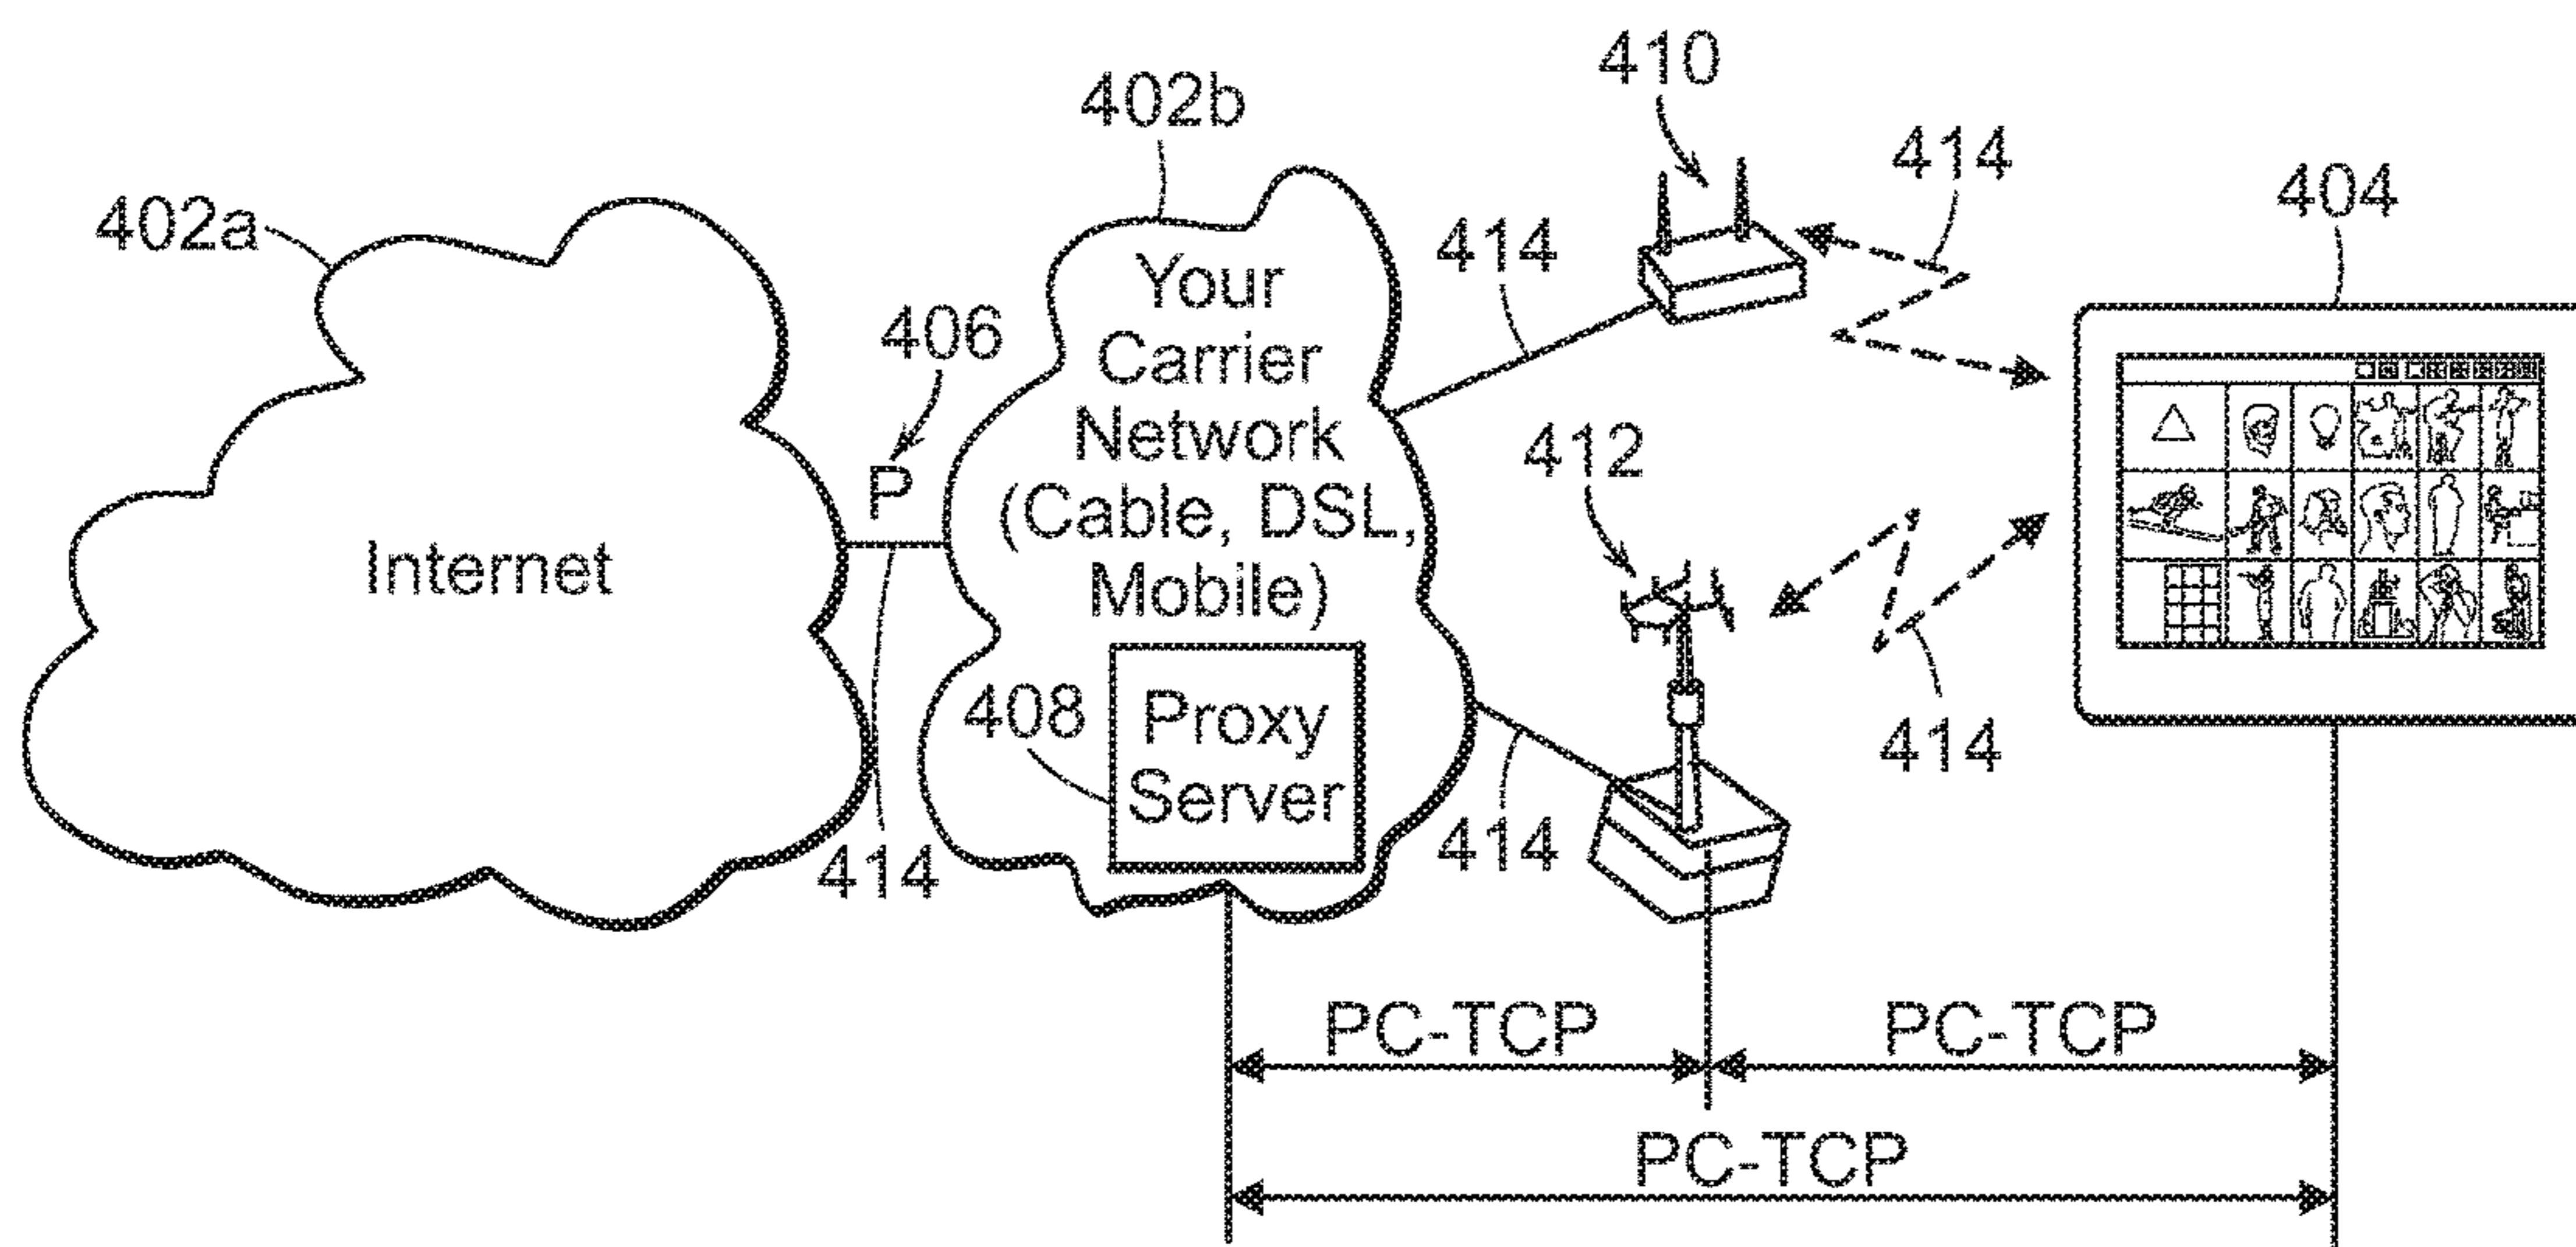 410
402b
414
404
402a
414
406
Your
Carrier
Network
(Cable, DSL,
Mobile)
P
412
Internet
408
Proxy
Server
414
414
414
PC-TCP
PC-TCP
PC-TCP